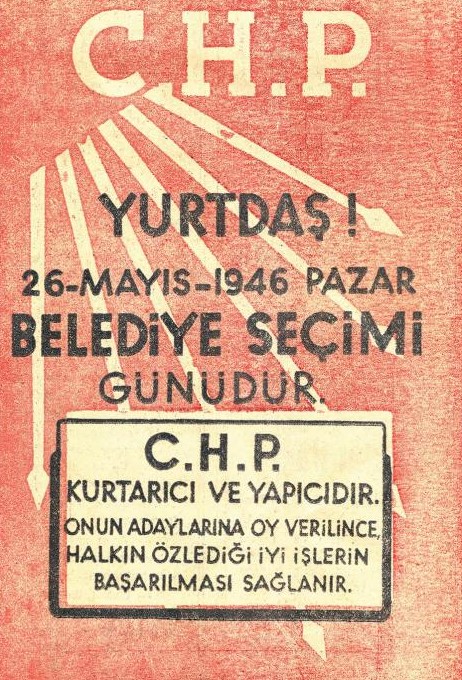 C.H.P.
YURTDAŞ!
26-MAYIS-1946 PAZAR
BELEDİYE SEÇİMİ
GÜNÜDÜR.
C.H.P.
KURTARICI VE YAPICIDIR.
ONUN ADAYLARINA OY VERİLİNCE,
HALKIN ÖZLEDİĞİ İYİ İŞLERİN
BAŞARILMASI SAĞLANIR.